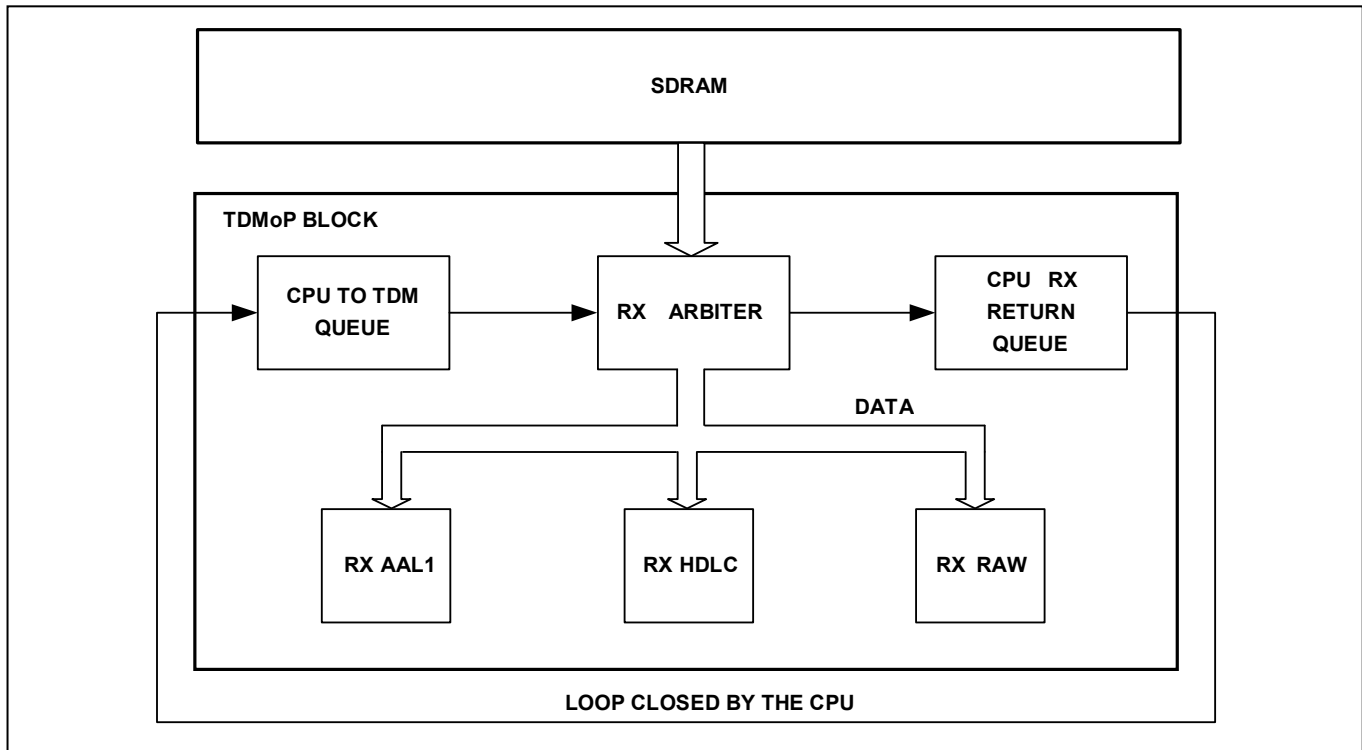 SDRAM
TDMoP BLOCK
CPU TO TDM
QUEUE
RX ARBITER
CPU RX
RETURN
QUEUE
DATA
RX AAL1
RX HDLC
RX RAW
LOOP CLOSED BY THE CPU